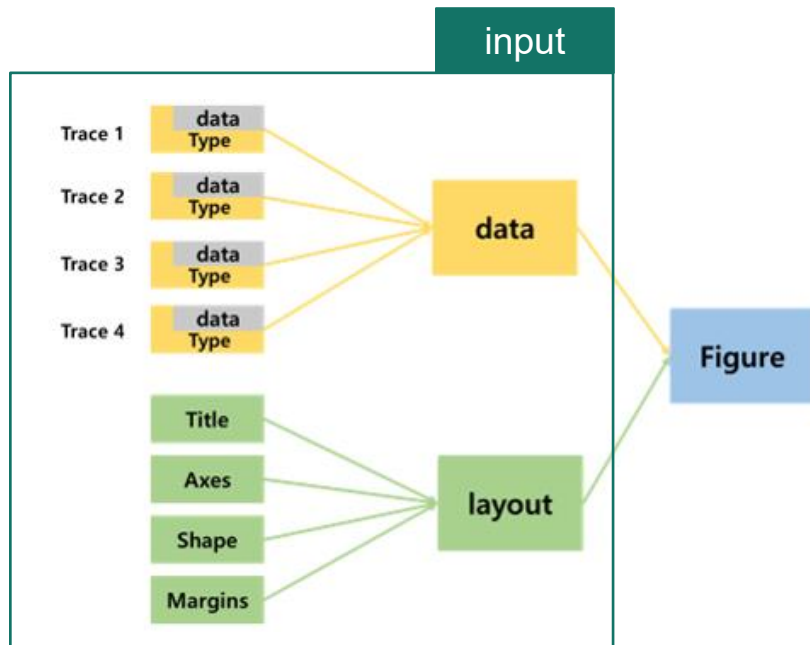 input
Trace 1
data
Type
Trace 2
data
Type
Trace 3
data
Type
Trace 4
data
Type
data
Figure
Title
Axes
Shape
Margins
layout